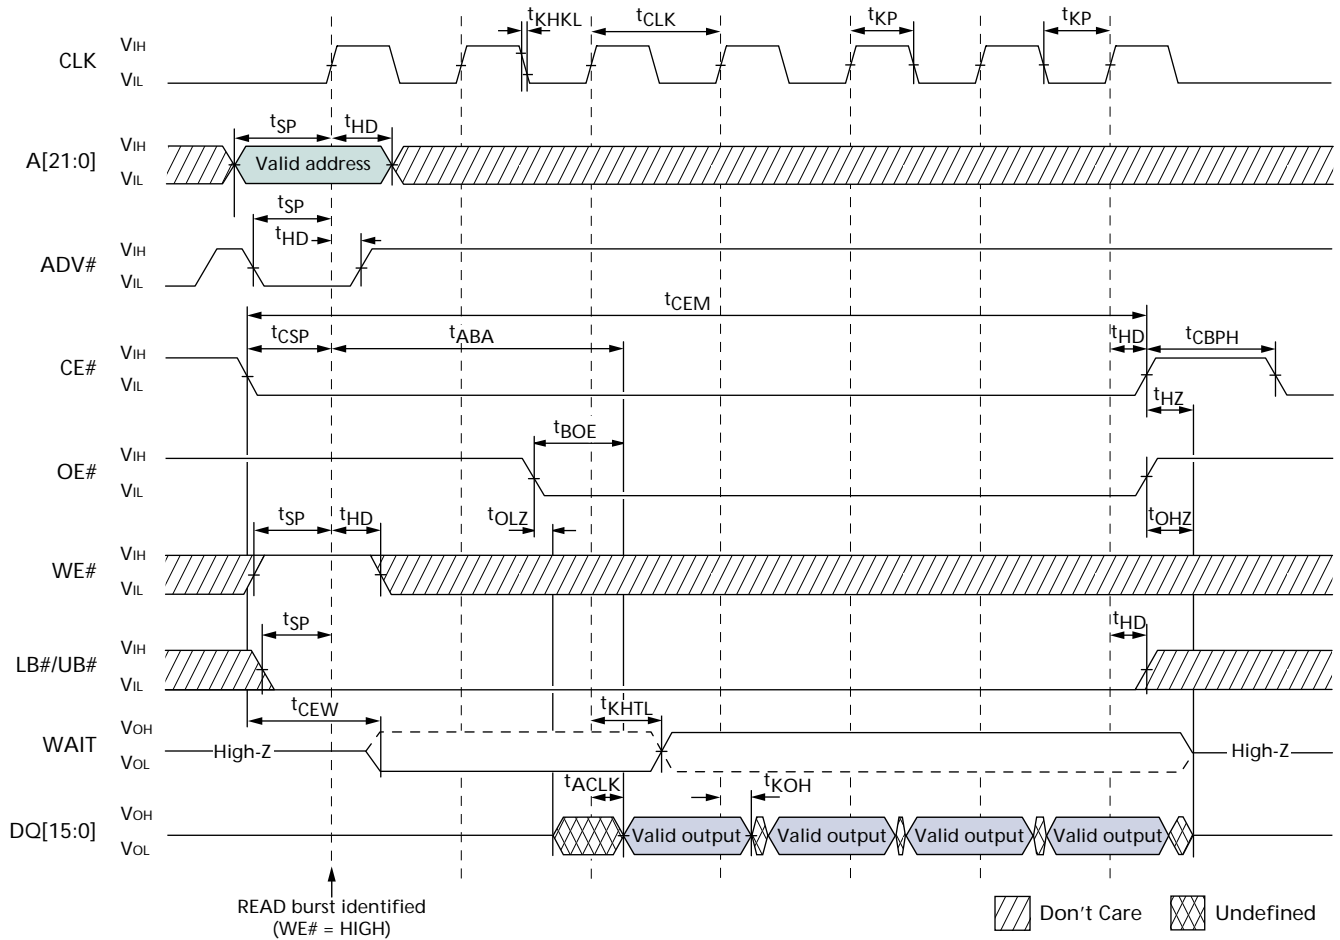 tKHKL
tCLK
tKP
tKP
CLK
VIH
VIL
tSP
tHD
A[21:0]
VIH
VIL
Valid address
tSP
tHD
ADV#
VIH
VIL
tCEM
tCSP
tABA
tHD
tCBPH
CE#
VIH
VIL
tHZ
tBOE
OE#
VIH
VIL
tSP
tHD
tOLZ
tOHZ
WE#
VIH
VIL
tSP
tHD
LB#/UB#
VIH
VIL
tCEW
tKHTL
WAIT
VOH
VOL
High-Z
High-Z
tACLK
tKOH
DQ[15:0]
VOH
VOL
Valid output
Valid output
Valid output
Valid output
READ burst identified
(WE# = HIGH)
Don't Care
Undefined